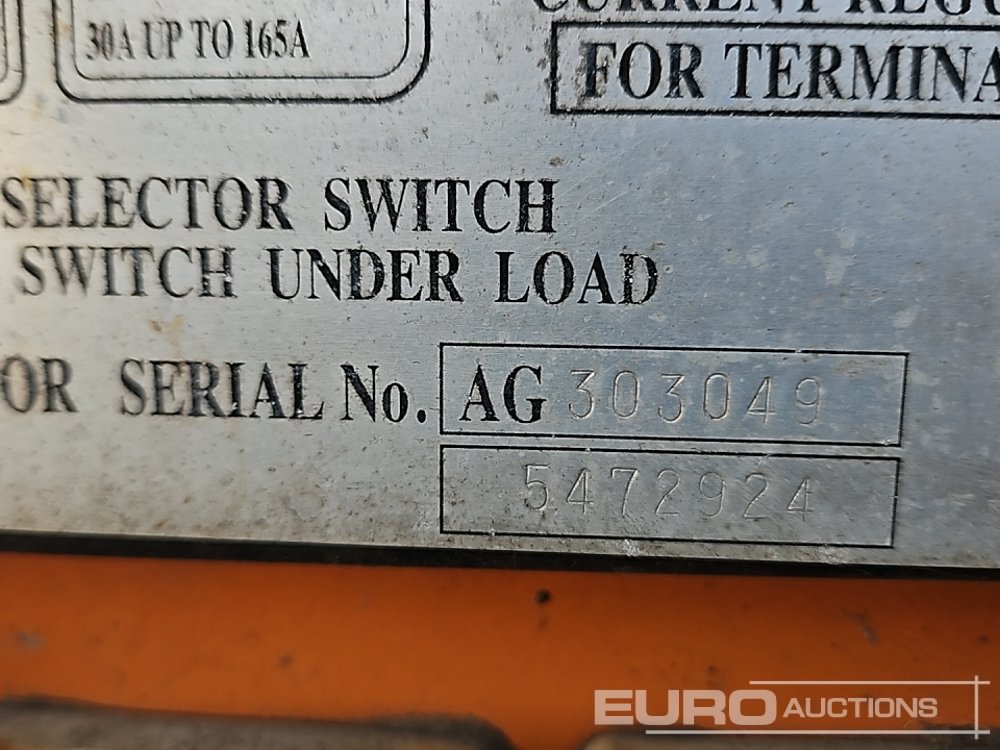 30A UP TO 165A
FOR TERMINA
SELECTOR SWITCH
SWITCH UNDER LOAD
OR SERIAL No. AG 303049
5472924
EURO AUCTIONS